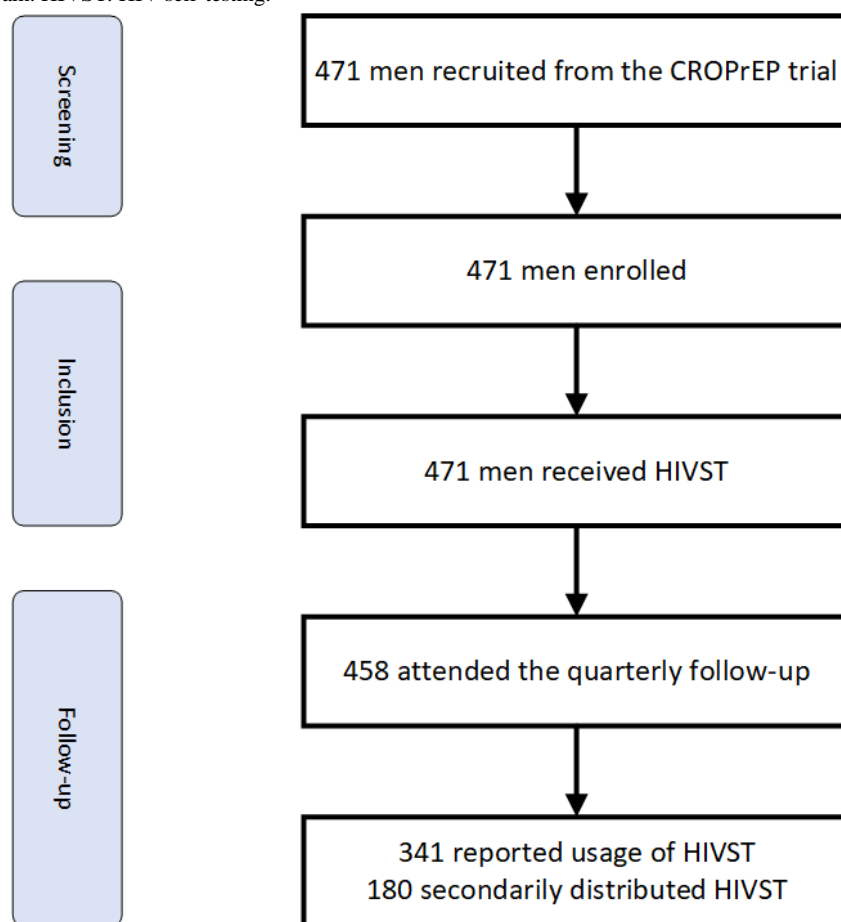 HIVST: HIV self-testing.
Screening
471 men recruited from the CROPrEP trial
471 men enrolled
Inclusion
471 men received HIVST
458 attended the quarterly follow-up
Follow-up
341 reported usage of HIVST
180 secondarily distributed HIVST